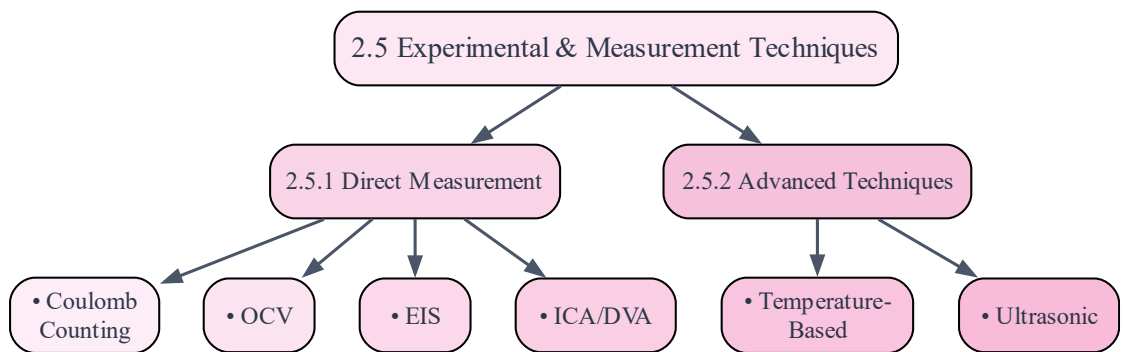 2.5 Experimental & Measurement Techniques
2.5.1 Direct Measurement
2.5.2 Advanced Techniques
• Coulomb
Counting
• OCV
• EIS
• ICA/DVA
• Temperature-
Based
• Ultrasonic